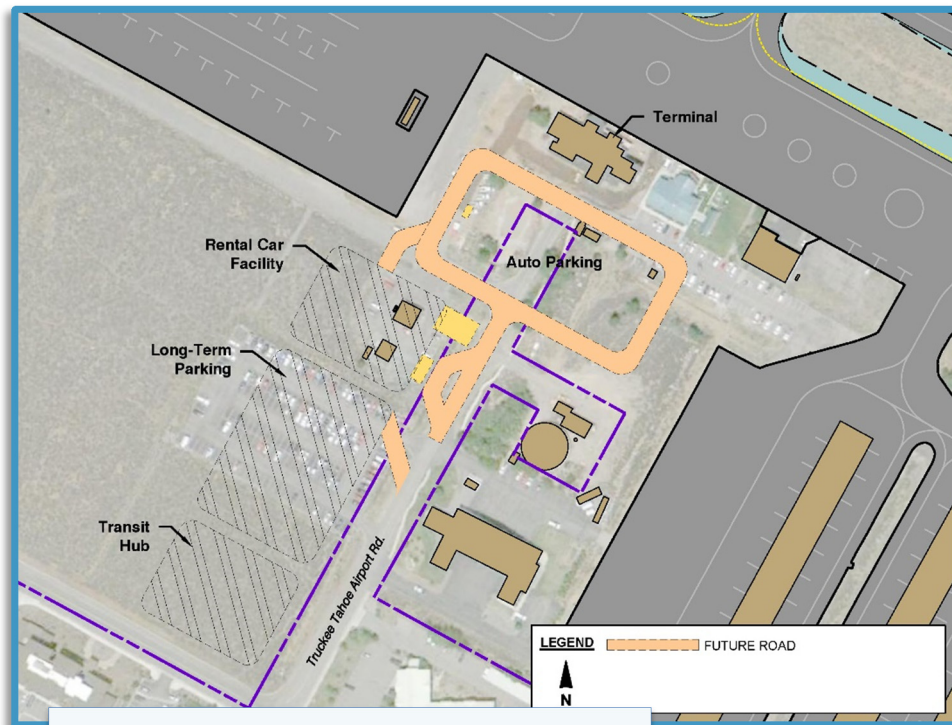 Terminal
Rental Car
Facility
Auto Parking
Long-Term
Parking
Transit
Hub
Truckee Tahoe Airport Rd.
LEGEND
FUTURE ROAD
N